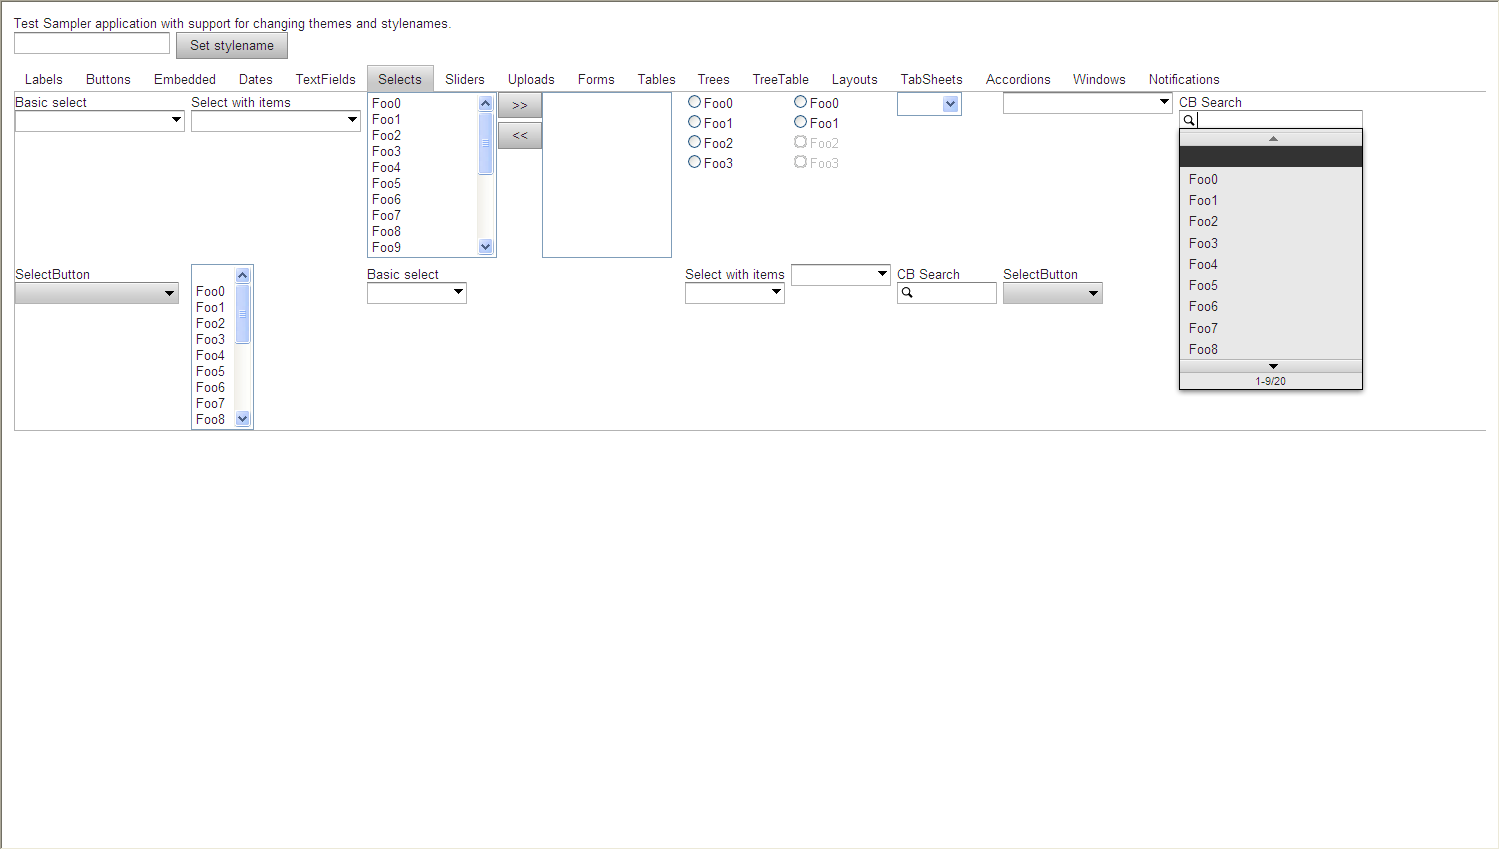 Test Sampler application with support for changing themes and stylenames.
Set stylename
Labels Buttons Embedded Dates TextFields Selects Sliders Uploads Forms Tables Trees TreeTable Layouts TabSheets Accordions Windows Notifications
Basic select
Select with items
Foo0
Foo1
Foo2
Foo3
Foo4
Foo5
Foo6
Foo7
Foo8
Foo9
>>
<<
Foo0
Foo1
Foo2
Foo3
Foo0
Foo1
Foo2
Foo3
CB Search
Foo0
Foo1
Foo2
Foo3
Foo4
Foo5
Foo6
Foo7
Foo8
1-9/20
SelectButton
Foo0
Foo1
Foo2
Foo3
Foo4
Foo5
Foo6
Foo7
Foo8
Basic select
Select with items
CB Search
SelectButton